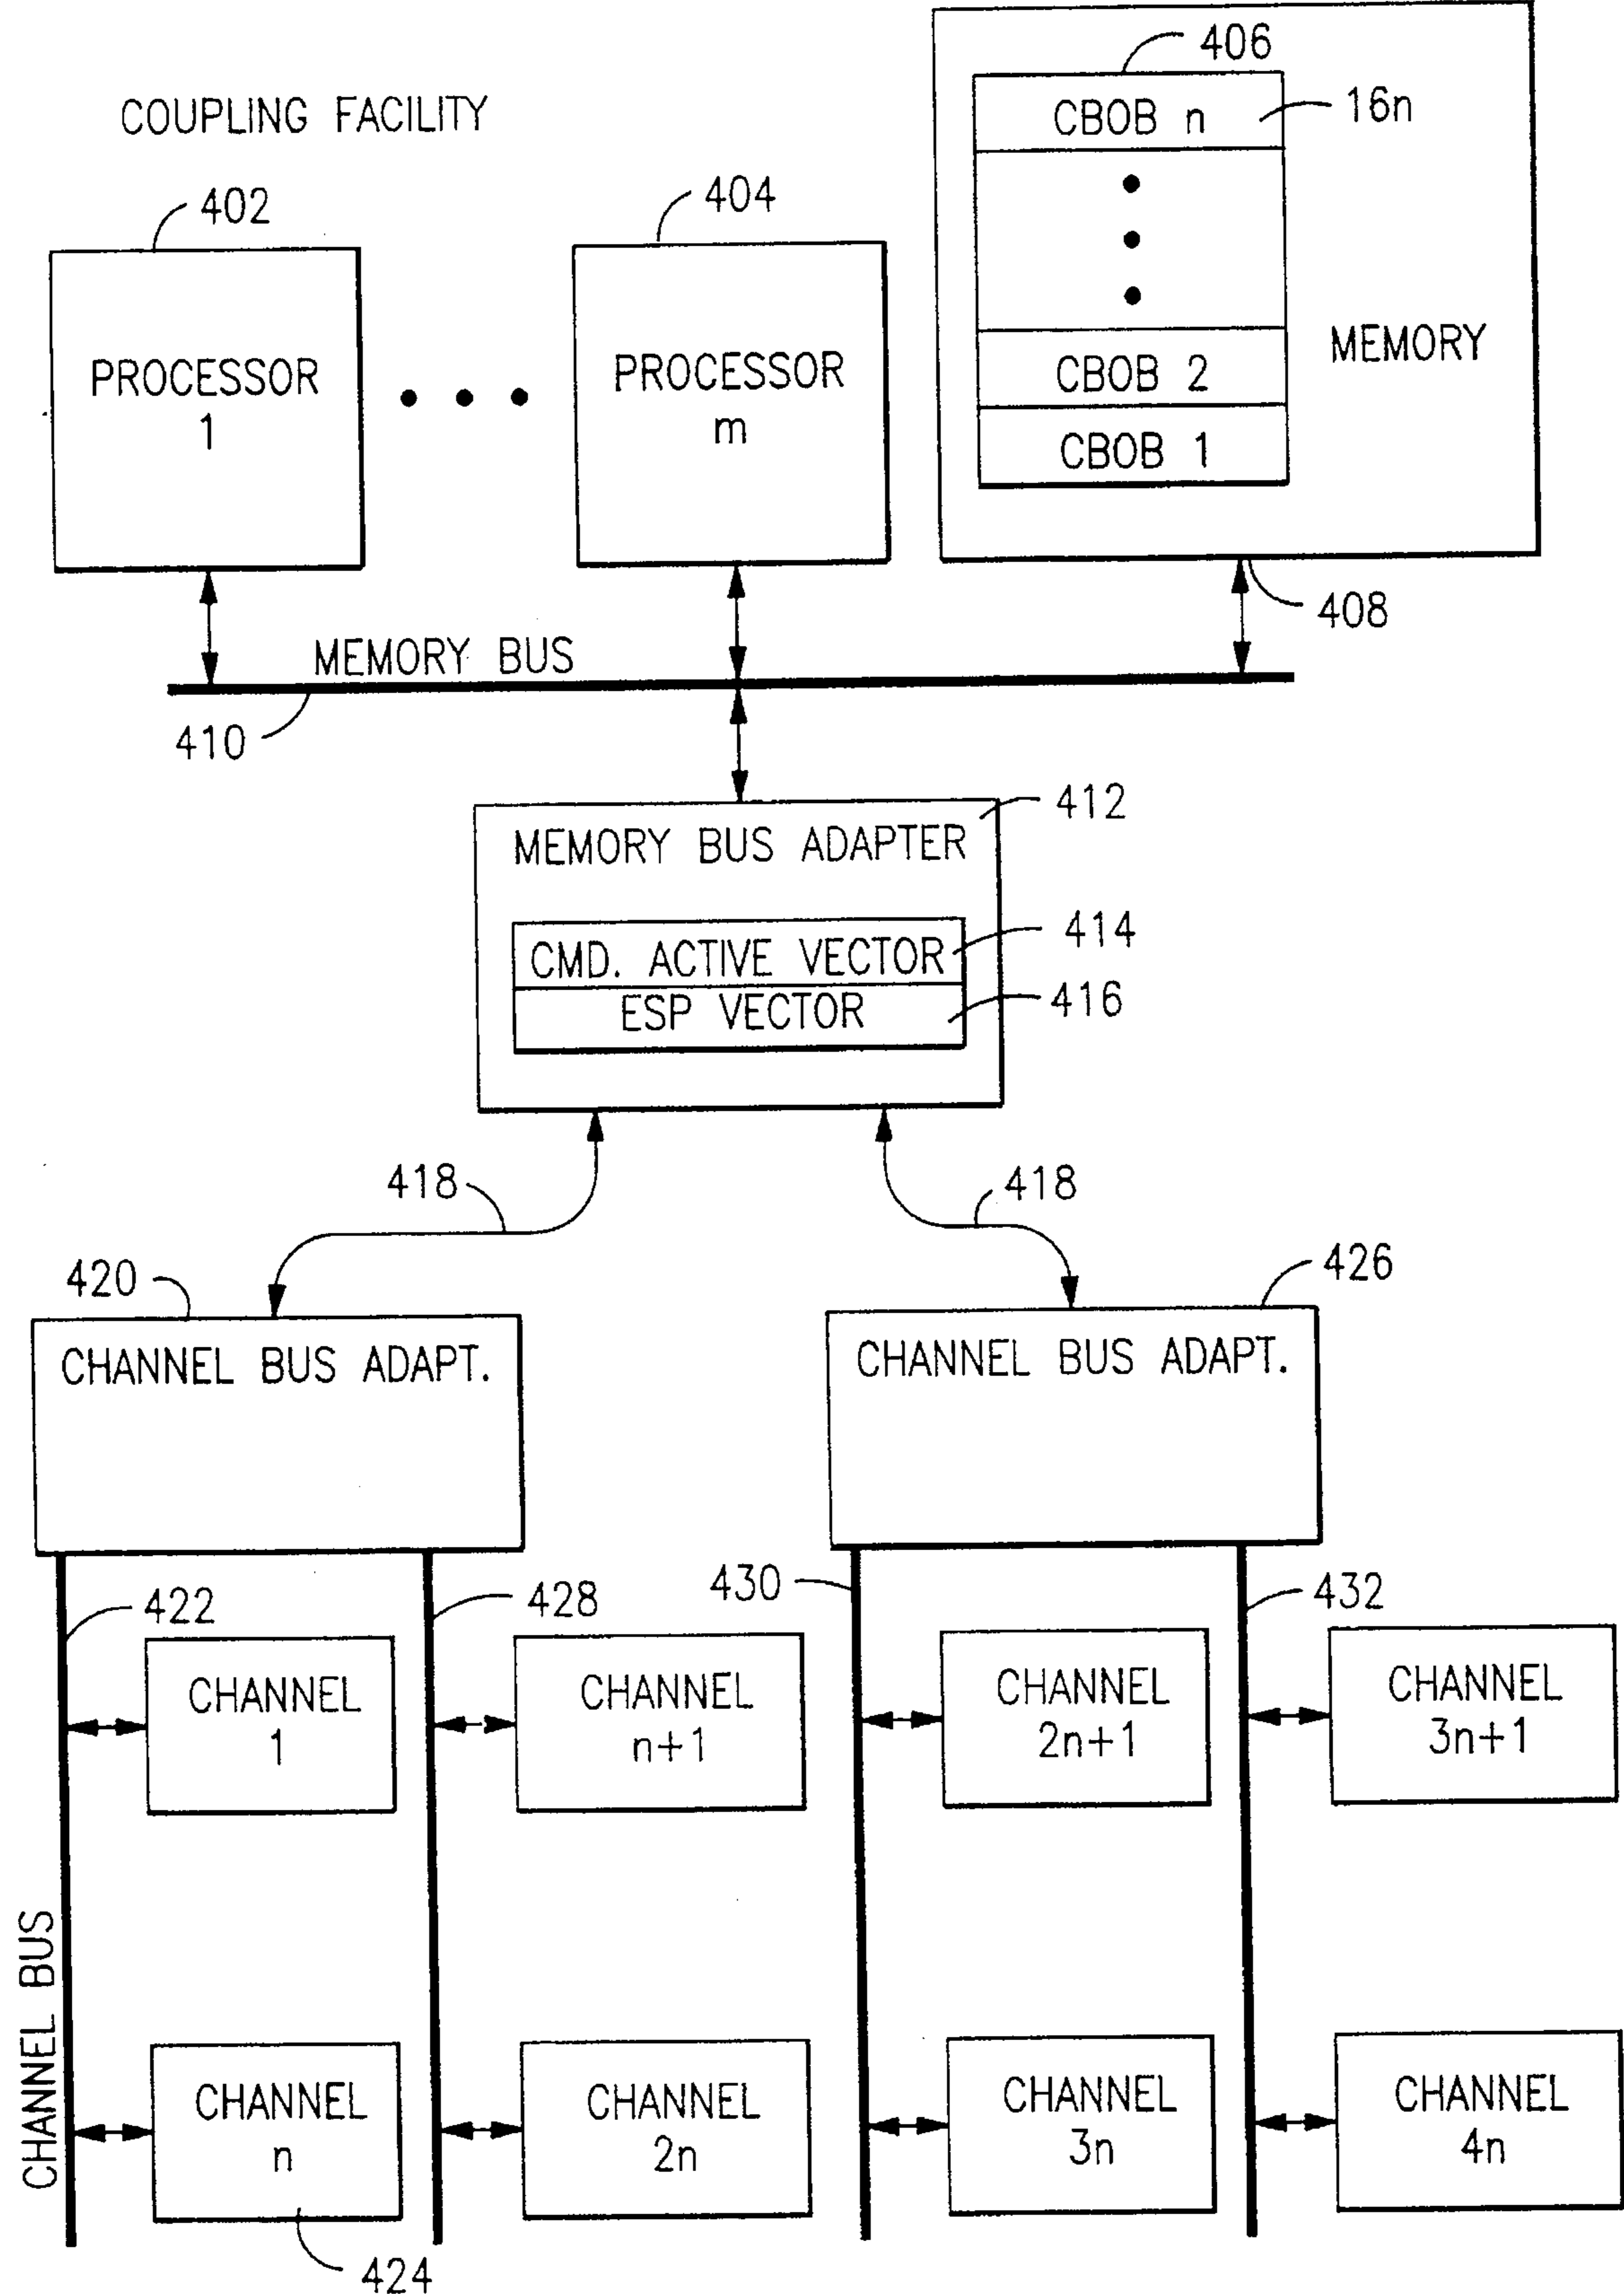 406
COUPLING FACILITY
CBOB n
16n
402
404
PROCESSOR
1
PROCESSOR
m
MEMORY
CBOB 2
CBOB 1
408
MEMORY BUS
410
412
MEMORY BUS ADAPTER
414
CMD. ACTIVE VECTOR
ESP VECTOR
416
418
418
420
426
CHANNEL BUS ADAPT.
CHANNEL BUS ADAPT.
422
428
430
432
CHANNEL
1
CHANNEL
n+1
CHANNEL
2n+1
CHANNEL
3n+1
CHANNEL BUS
CHANNEL
n
CHANNEL
2n
CHANNEL
3n
CHANNEL
4n
424